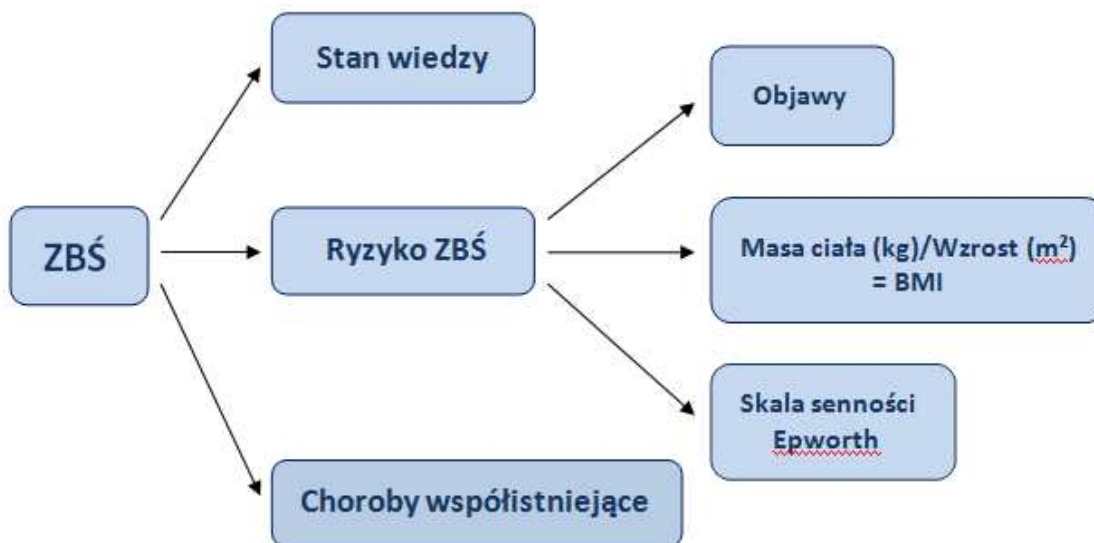 ZBŚ
Stan wiedzy
Ryzyko ZBŚ
Choroby współistniejące
Objawy
Masa ciała (kg)/Wzrost (m²)
= BMI
Skala senności
Epworth